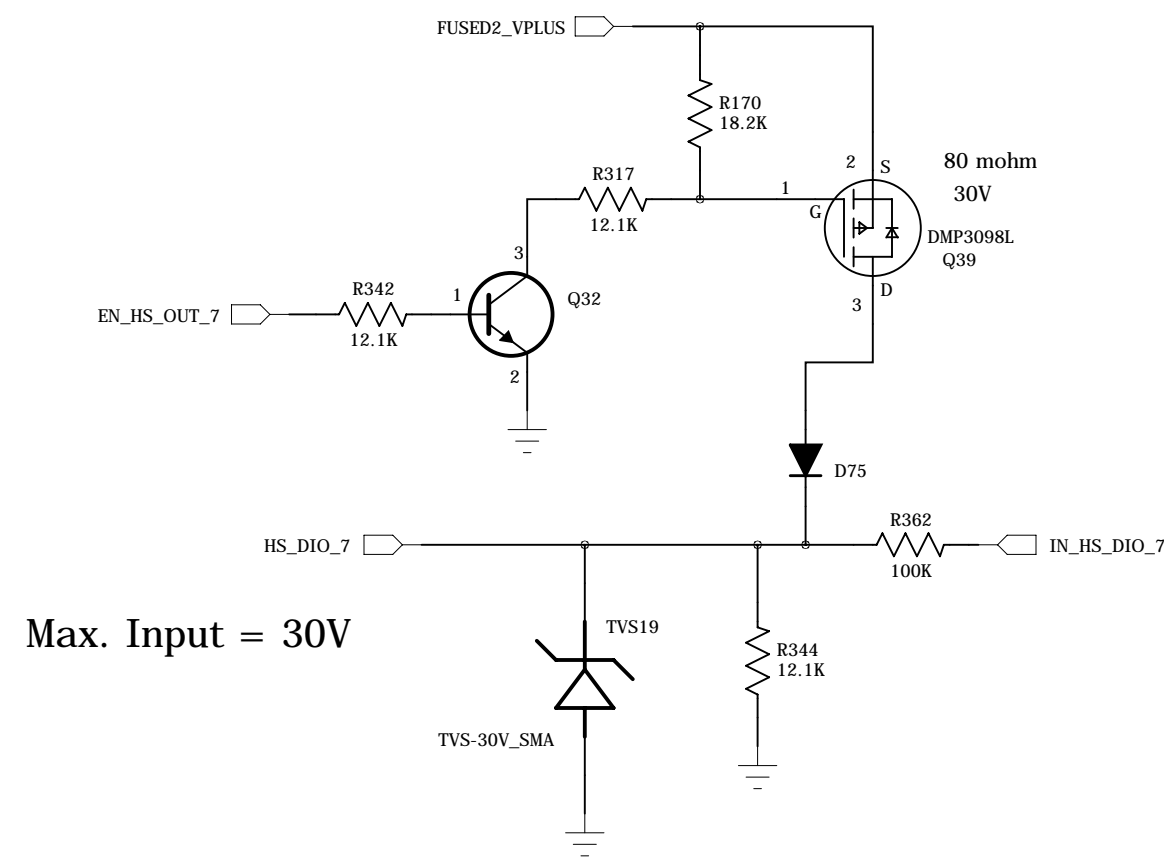 FUSED2_VPLUS
R170
18.2K
2
S
80 mohm
30V
R317
12.1K
1
G
DMP3098L
Q39
3
Q32
R342
1
EN_HS_OUT_7
12.1K
D
3
2
D75
R362
HS_DIO_7
IN_HS_DIO_7
100K
Max. Input = 30V
TVS19
R344
12.1K
TVS-30V_SMA